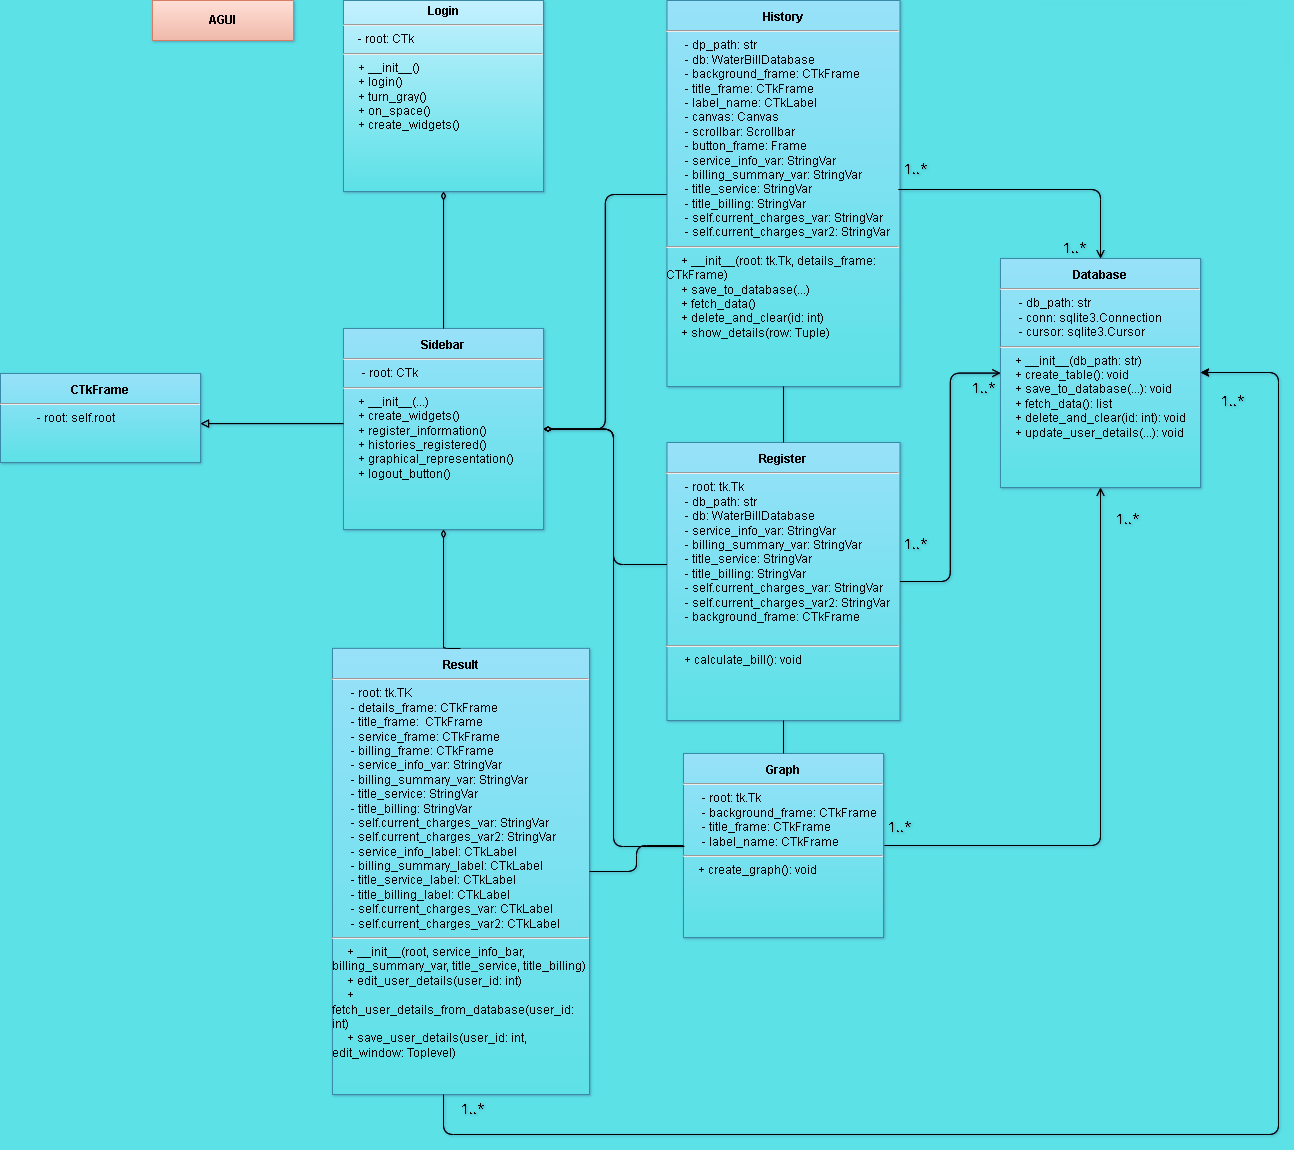 AGUI
Login
- root: CTk
+ __init__()
+ login()
+ turn_gray()
+ on_space()
+ create_widgets()
History
- dp_path: str
- db: WaterBillDatabase
- background_frame: CTkFrame
- title_frame: CTkFrame
- label_name: CTkLabel
- canvas: Canvas
- scrollbar: Scrollbar
- button_frame: Frame
- service_info_var: StringVar
- billing_summary_var: StringVar
- title_service: StringVar
- title_billing: StringVar
- self.current_charges_var: StringVar
- self.current_charges_var2: StringVar
+ __init__(root: tk.Tk, details_frame:
CTkFrame)
+ save_to_database(...)
+ fetch_data()
+ delete_and_clear(id: int)
+ show_details(row: Tuple)
1..*
1..*
Database
- db_path: str
- conn: sqlite3.Connection
- cursor: sqlite3.Cursor
+ __init__(db_path: str)
+ create_table(): void
+ save_to_database(...): void
+ fetch_data(): list
+ delete_and_clear(id: int): void
+ update_user_details(...): void
1..*
1..*
1..*
Sidebar
- root: CTk
+ __init__(...)
+ create_widgets()
+ register_information()
+ histories_registered()
+ graphical_representation()
+ logout_button()
CTkFrame
- root: self.root
Register
- root: tk.Tk
- db_path: str
- db: WaterBillDatabase
- service_info_var: StringVar
- billing_summary_var: StringVar
- title_service: StringVar
- title_billing: StringVar
- self.current_charges_var: StringVar
- self.current_charges_var2: StringVar
- background_frame: CTkFrame
+ calculate_bill(): void
1..*
Result
- root: tk.TK
- details_frame: CTkFrame
- title_frame:  CTkFrame
- service_frame: CTkFrame
- billing_frame: CTkFrame
- service_info_var: StringVar
- billing_summary_var: StringVar
- title_service: StringVar
- title_billing: StringVar
- self.current_charges_var: StringVar
- self.current_charges_var2: StringVar
- service_info_label: CTkLabel
- billing_summary_label: CTkLabel
- title_service_label: CTkLabel
- title_billing_label: CTkLabel
- self.current_charges_var: CTkLabel
- self.current_charges_var2: CTkLabel
+ __init__(root, service_info_bar,
billing_summary_var, title_service, title_billing)
+ edit_user_details(user_id: int)
+
fetch_user_details_from_database(user_id:
int)
+ save_user_details(user_id: int,
edit_window: Toplevel)
1..*
Graph
- root: tk.Tk
- background_frame: CTkFrame
- title_frame: CTkFrame
- label_name: CTkFrame
+ create_graph(): void
1..*